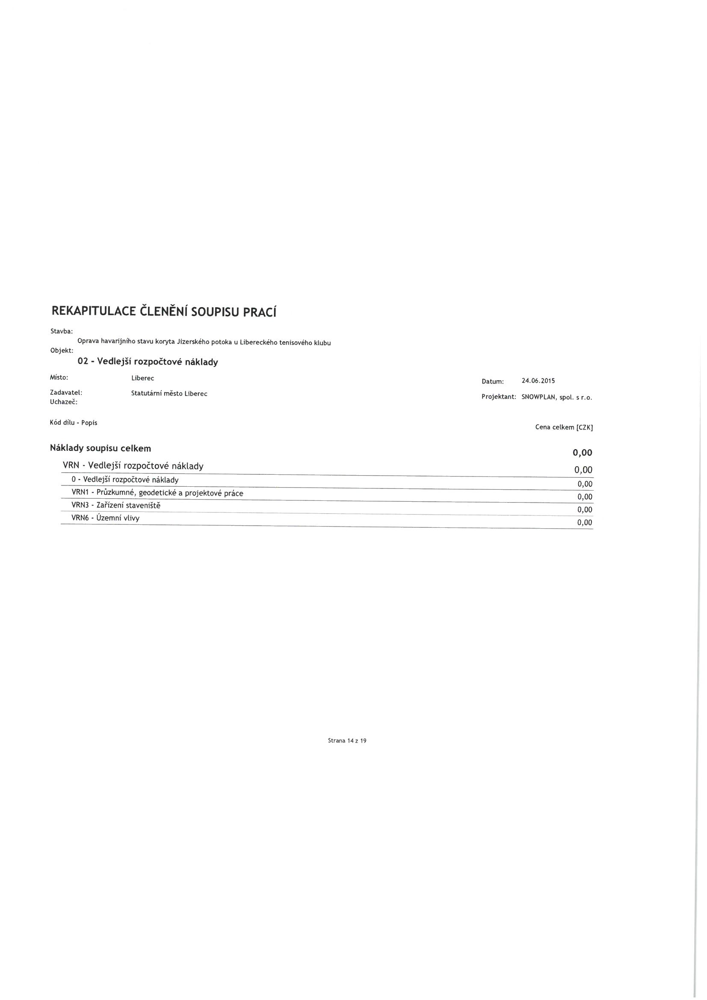 REKAPITULACE ČLENĚNÍ SOUPISU PRACÍ
Stavba:
Oprava havarijního stavu koryta Jizerského potoka u Libereckého tenisového klubu
Objekt:
02 - Vedlejší rozpočtové náklady
Místo: Liberec Datum: 24.06.2015
Zadavatel: Statutární město Liberec Projektant: SNOWPLAN, spol. s r.o.
Uchazeč:
Kód dílu - Popis Cena celkem [CZK]
Náklady soupisu celkem 0,00
VRN - Vedlejší rozpočtové náklady 0,00
0 - Vedlejší rozpočtové náklady 0,00
VRN1 - Průzkumné, geodetické a projektové práce 0,00
VRN3 - Zařízení staveniště 0,00
VRN6 - Územní vlivy 0,00
Strana 14 z 19